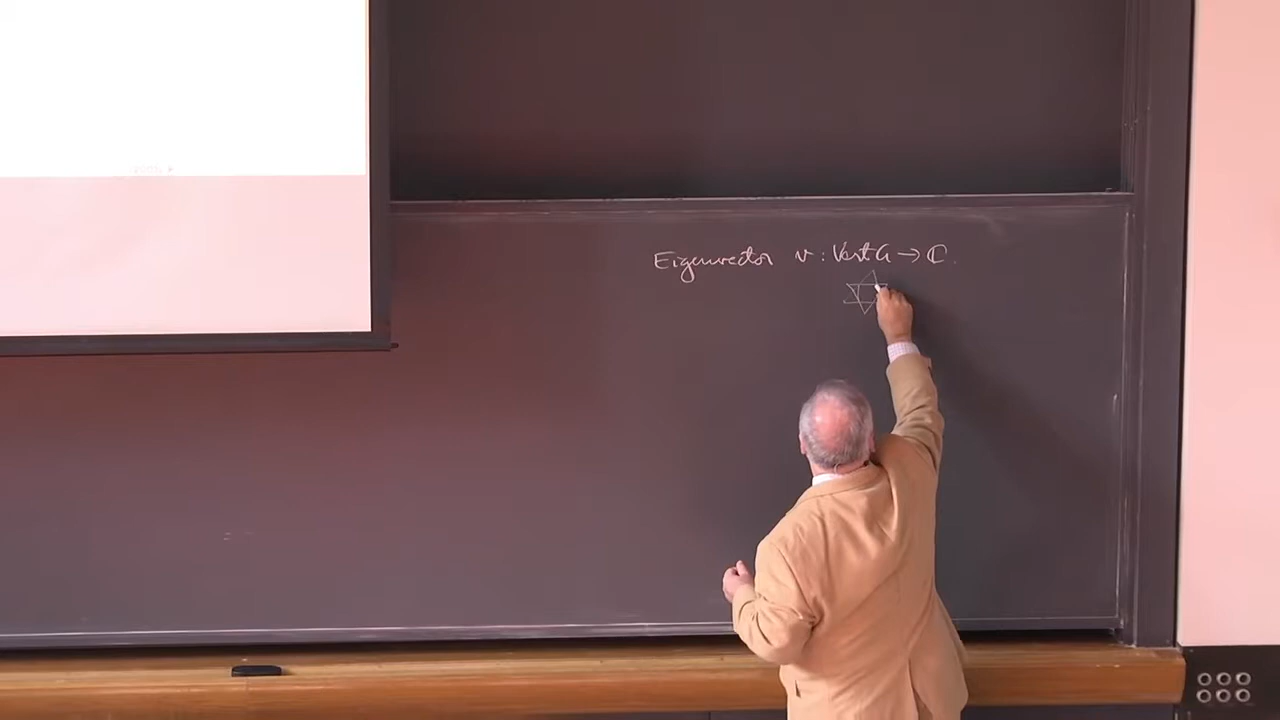 Eigenvector v : Vert G → ℂ.